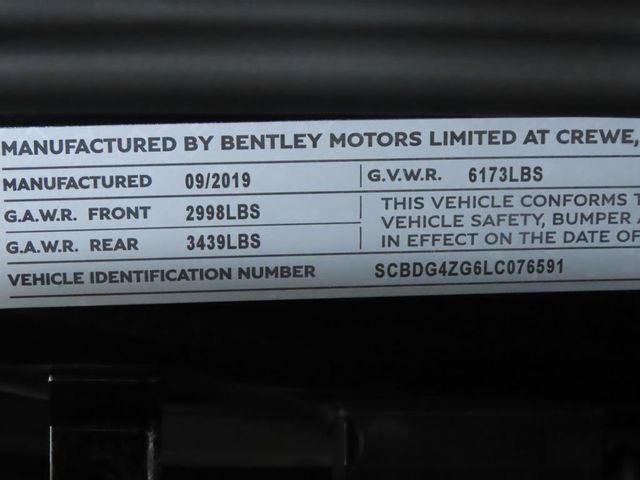 MANUFACTURED BY BENTLEY MOTORS LIMITED AT CREWE,
MANUFACTURED 09/2019 G.V.W.R. 6173LBS
G.A.W.R. FRONT 2998LBS
G.A.W.R. REAR 3439LBS
THIS VEHICLE CONFORMS T
VEHICLE SAFETY, BUMPER A
IN EFFECT ON THE DATE OF
VEHICLE IDENTIFICATION NUMBER SCBDG4ZG6LC076591